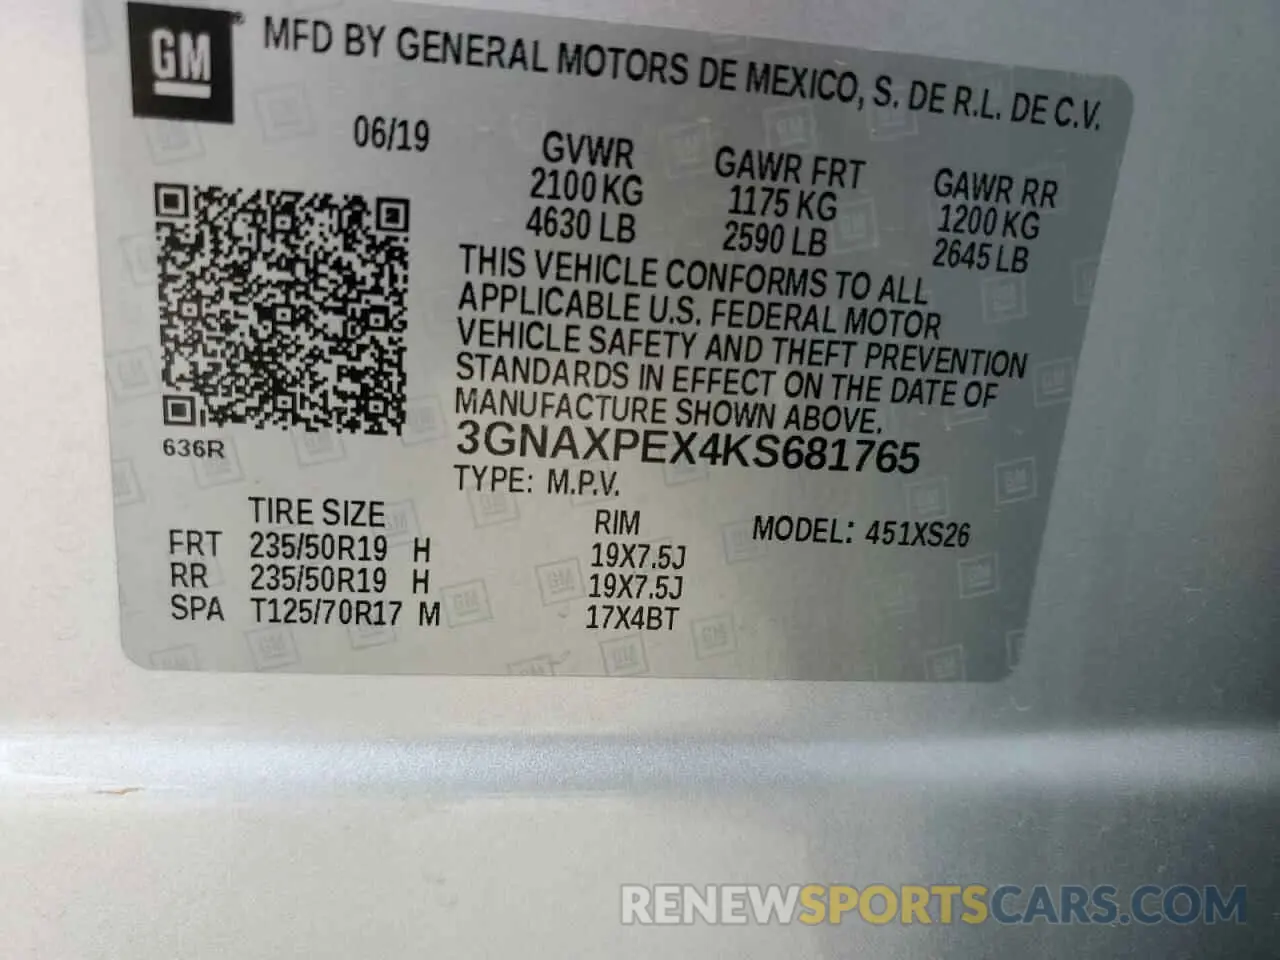 GM ®
MFD BY GENERAL MOTORS DE MEXICO, S. DE R.L. DE C.V.
06/19
GVWR GAWR FRT GAWR RR
2100 KG 1175 KG 1200 KG
4630 LB 2590 LB 2645 LB
THIS VEHICLE CONFORMS TO ALL
APPLICABLE U.S. FEDERAL MOTOR
VEHICLE SAFETY AND THEFT PREVENTION
STANDARDS IN EFFECT ON THE DATE OF
MANUFACTURE SHOWN ABOVE.
636R
3GNAXPEX4KS681765
TYPE: M.P.V.
TIRE SIZE RIM MODEL: 451XS26
FRT 235/50R19 H 19X7.5J
RR 235/50R19 H 19X7.5J
SPA T125/70R17 M 17X4BT
RENEWSPORTSCARS.COM